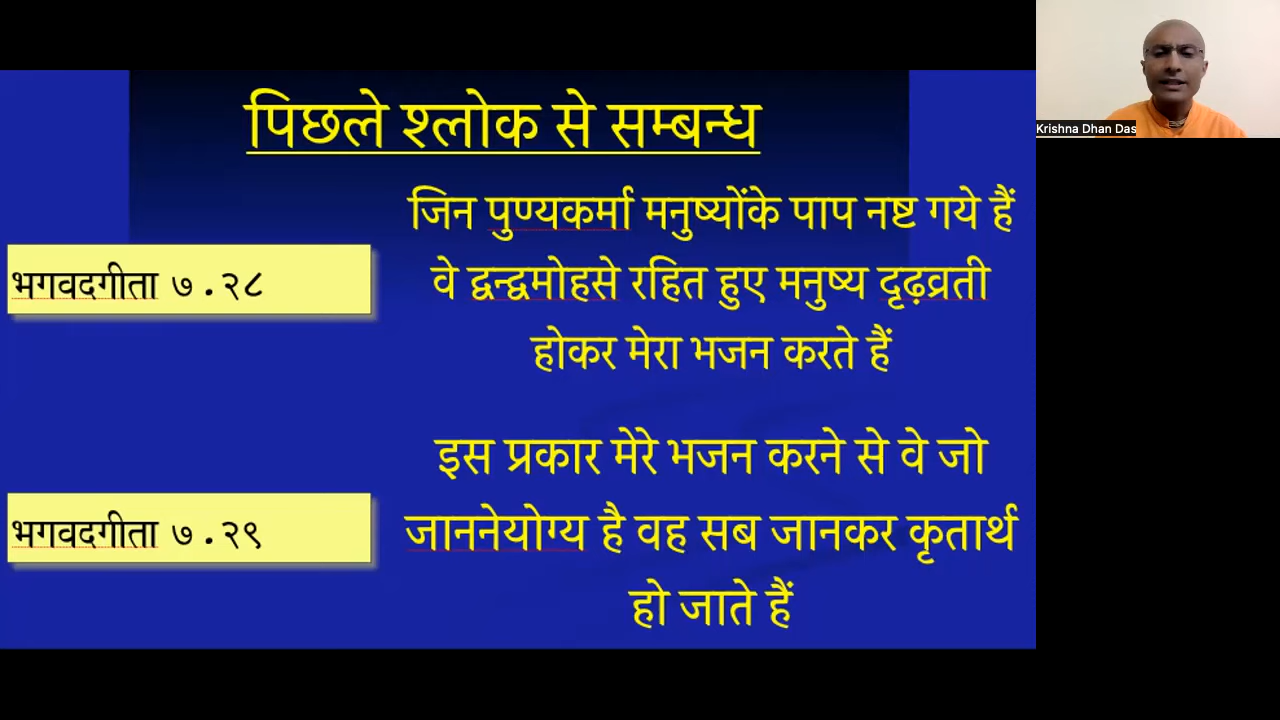 पिछले श्लोक से सम्बन्ध
Krishna Dhan Das
भगवदगीता ७.२८
जिन पुण्यकर्मा मनुष्योंके पाप नष्ट गये हैं
वे द्वन्द्वमोहसे रहित हुए मनुष्य दृढ़व्रती
होकर मेरा भजन करते हैं
भगवदगीता ७.२९
इस प्रकार मेरे भजन करने से वे जो
जाननेयोग्य है वह सब जानकर कृतार्थ
हो जाते हैं